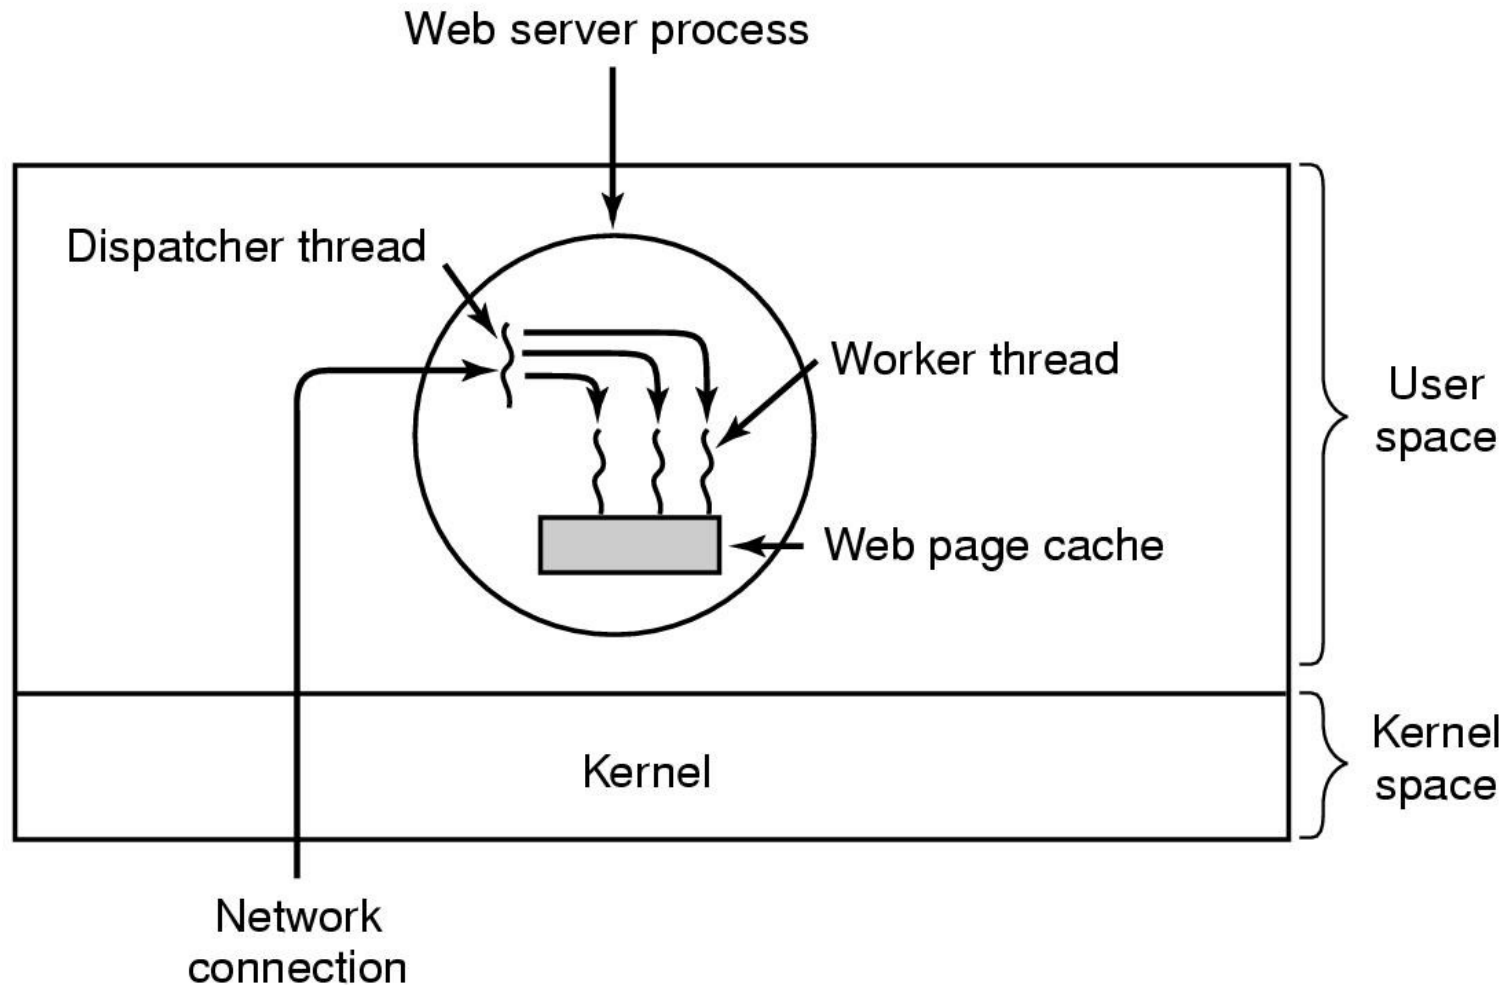 Web server process
Dispatcher thread
Worker thread
User
space
Web page cache
Kernel
Kernel
space
Network
connection